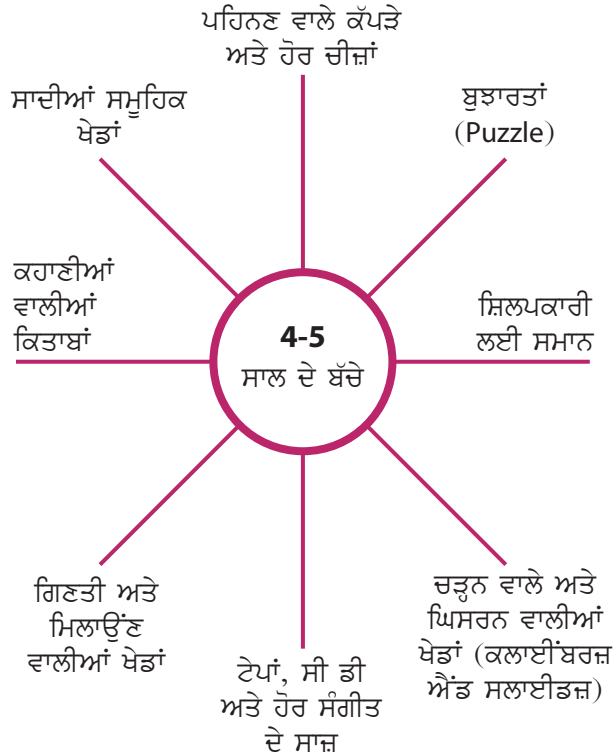 ਪਹਿਨਣ ਵਾਲੇ ਕੱਪੜੇ
ਅਤੇ ਹੋਰ ਚੀਜ਼ਾਂ
ਸਾਦੀਆਂ ਸਮੂਹਿਕ
ਖੇਡਾਂ
ਬੁਝਾਰਤਾਂ
(Puzzle)
ਕਹਾਣੀਆਂ
ਵਾਲੀਆਂ
ਕਿਤਾਬਾਂ
4-5
ਸਾਲ ਦੇ ਬੱਚੇ
ਸ਼ਿਲਪਕਾਰੀ
ਲਈ ਸਮਾਨ
ਗਿਣਤੀ ਅਤੇ
ਮਿਲਾਉਂਣ
ਵਾਲੀਆਂ ਖੇਡਾਂ
ਟੇਪਾਂ, ਸੀ ਡੀ
ਅਤੇ ਹੋਰ ਸੰਗੀਤ
ਦੇ ਸਾਜ਼
ਚੜ੍ਹਨ ਵਾਲੇ ਅਤੇ
ਘਿਸਰਨ ਵਾਲੀਆਂ
ਖੇਡਾਂ (ਕਲਾਈਂਬਰਜ਼
ਐਂਡ ਸਲਾਈਡਜ਼)